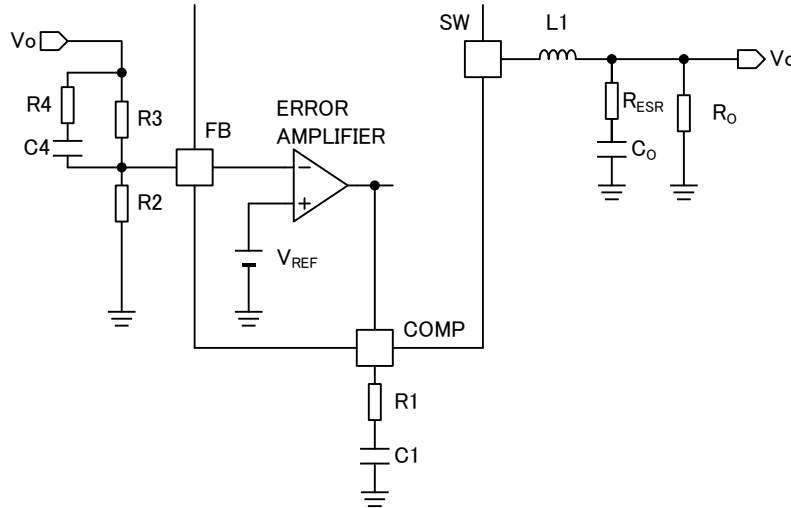 SW
L1
Vo
R4
R3
C4
FB
ERROR
AMPLIFIER
R2
VREF
COMP
R1
C1
RESR
CO
RO
Vo